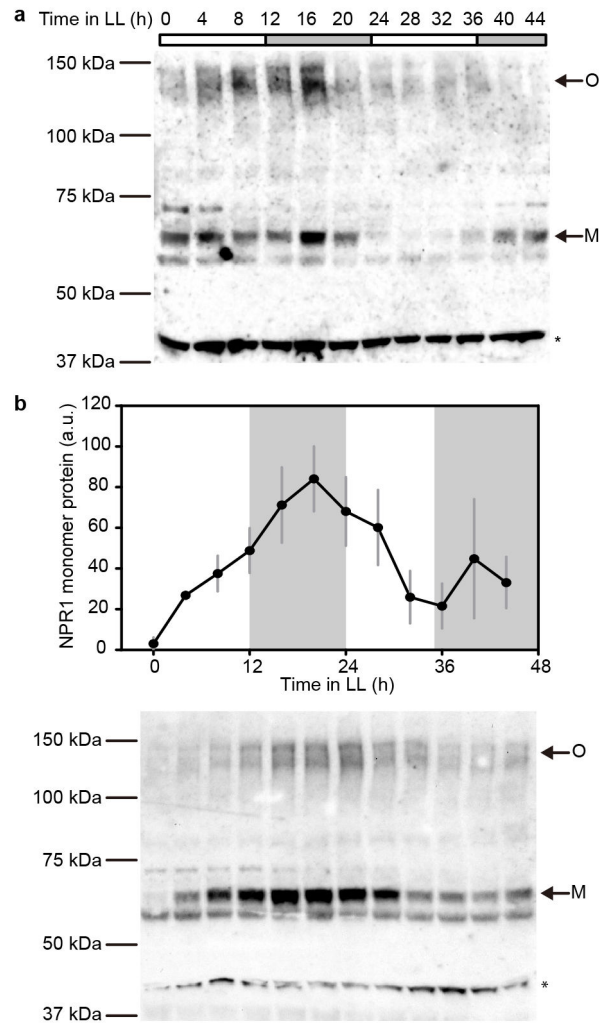 a
Time in LL (h) 0 4 8 12 16 20 24 28 32 36 40 44
150 kDa
O
100 kDa
75 kDa
M
50 kDa
*
37 kDa
b
NPR1 monomer protein (a.u.)
120
100
80
60
40
20
0
0 12 24 36 48
Time in LL (h)
150 kDa
O
100 kDa
75 kDa
M
50 kDa
*
37 kDa